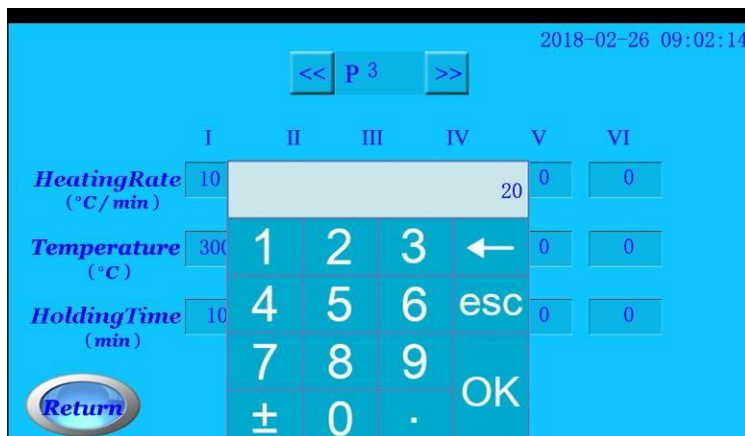 2018-02-26 09:02:14
<< P 3 >>
I II III IV V VI
HeatingRate 10 20 0 0
(°C/min)
1 2 3 ←
Temperature 300 0 0
(°C)
4 5 6 esc
HoldingTime 10 0 0
(min)
7 8 9
OK
Return
± 0 .